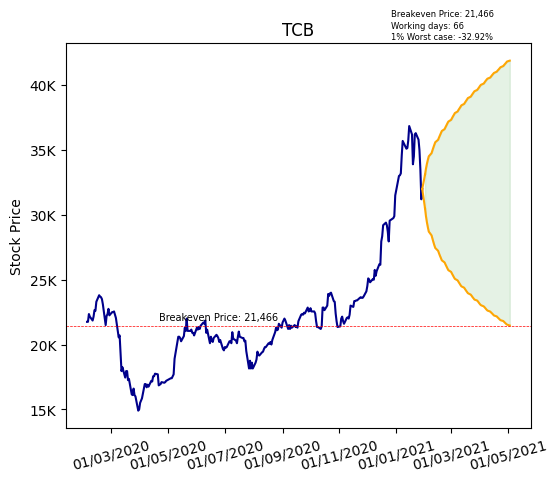 Breakeven Price: 21,466
Working days: 66
1% Worst case: -32.92%
TCB
40K
35K
30K
25K
20K
15K
Stock Price
Breakeven Price: 21,466
01/03/2020
01/05/2020
01/07/2020
01/09/2020
01/11/2020
01/01/2021
01/03/2021
01/05/2021